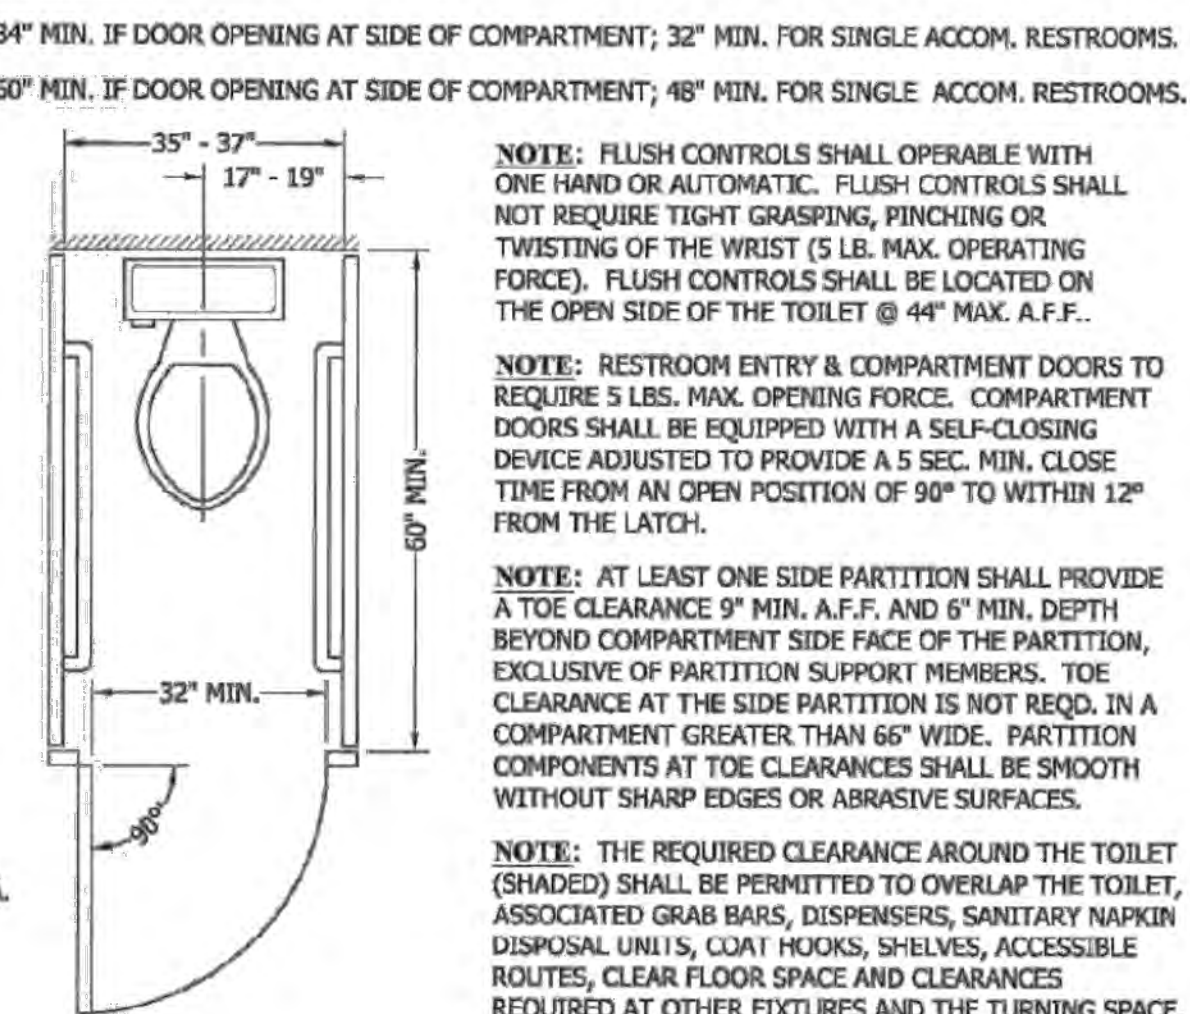 34" MIN. IF DOOR OPENING AT SIDE OF COMPARTMENT; 32" MIN. FOR SINGLE ACCOM. RESTROOMS.
60" MIN. IF DOOR OPENING AT SIDE OF COMPARTMENT; 48" MIN. FOR SINGLE ACCOM. RESTROOMS.
35" - 37"
17" - 19"
60" MIN.
32" MIN.
90°
NOTE: FLUSH CONTROLS SHALL OPERABLE WITH
ONE HAND OR AUTOMATIC. FLUSH CONTROLS SHALL
NOT REQUIRE TIGHT GRASPING, PINCHING OR
TWISTING OF THE WRIST (5 LB. MAX. OPERATING
FORCE). FLUSH CONTROLS SHALL BE LOCATED ON
THE OPEN SIDE OF THE TOILET @ 44" MAX. A.F.F..
NOTE: RESTROOM ENTRY & COMPARTMENT DOORS TO
REQUIRE 5 LBS. MAX. OPENING FORCE. COMPARTMENT
DOORS SHALL BE EQUIPPED WITH A SELF-CLOSING
DEVICE ADJUSTED TO PROVIDE A 5 SEC. MIN. CLOSE
TIME FROM AN OPEN POSITION OF 90° TO WITHIN 12°
FROM THE LATCH.
NOTE: AT LEAST ONE SIDE PARTITION SHALL PROVIDE
A TOE CLEARANCE 9" MIN. A.F.F. AND 6" MIN. DEPTH
BEYOND COMPARTMENT SIDE FACE OF THE PARTITION,
EXCLUSIVE OF PARTITION SUPPORT MEMBERS. TOE
CLEARANCE AT THE SIDE PARTITION IS NOT REQD. IN A
COMPARTMENT GREATER THAN 66" WIDE. PARTITION
COMPONENTS AT TOE CLEARANCES SHALL BE SMOOTH
WITHOUT SHARP EDGES OR ABRASIVE SURFACES.
NOTE: THE REQUIRED CLEARANCE AROUND THE TOILET
(SHADED) SHALL BE PERMITTED TO OVERLAP THE TOILET,
ASSOCIATED GRAB BARS, DISPENSERS, SANITARY NAPKIN
DISPOSAL UNITS, COAT HOOKS, SHELVES, ACCESSIBLE
ROUTES, CLEAR FLOOR SPACE AND CLEARANCES
REQUIRED AT OTHER FIXTURES AND THE TURNING SPACE